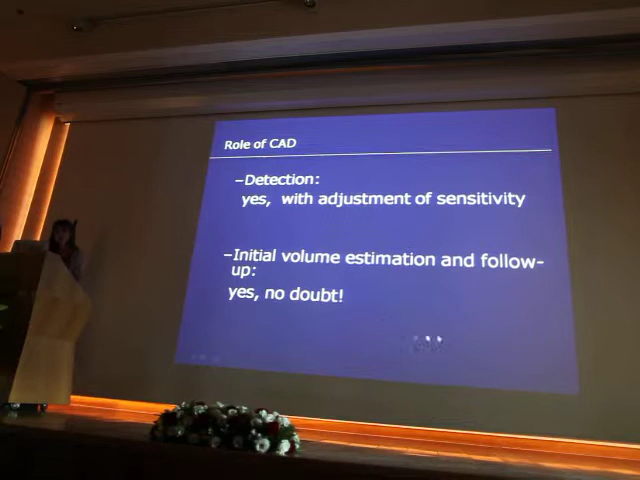 Role of CAD
–Detection:
yes, with adjustment of sensitivity
–Initial volume estimation and follow-
up:
yes, no doubt!